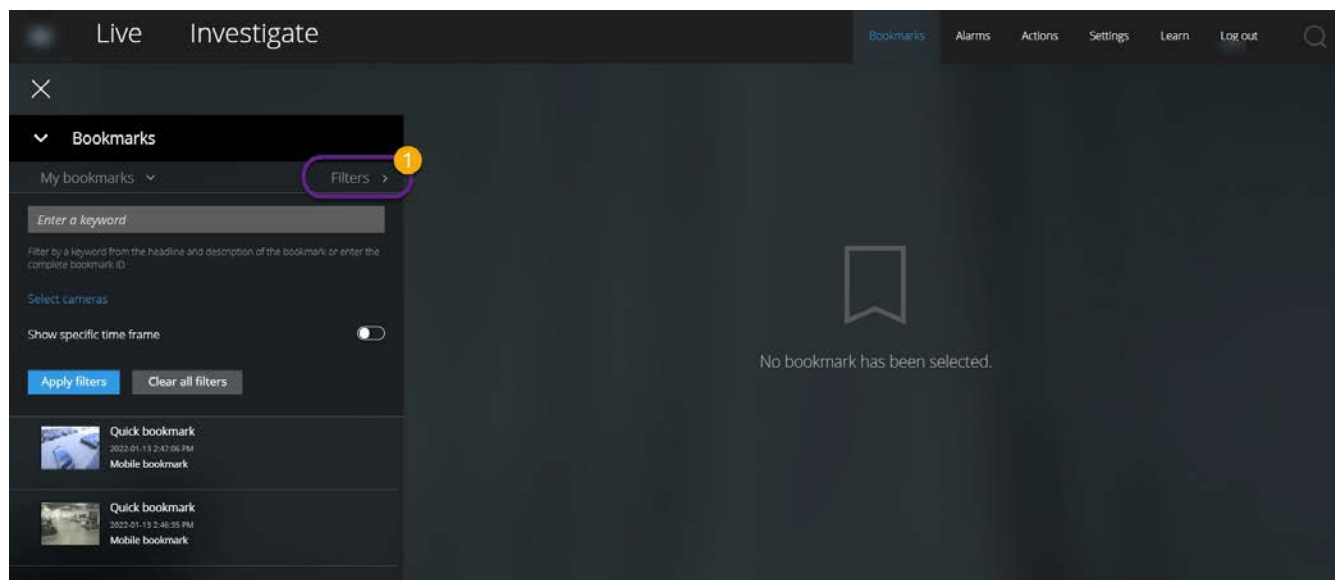 Live Investigate Bookmarks Alarms Actions Settings Learn Log out
Bookmarks
My bookmarks Filters
1
Enter a keyword
Filter by a keyword from the headline and description of the bookmark or enter the
complete bookmark ID
Select cameras
Show specific time frame
Apply filters Clear all filters
No bookmark has been selected.
Quick bookmark
2022-01-13 2:47:06 PM
Mobile bookmark
Quick bookmark
2022-01-13 2:46:35 PM
Mobile bookmark